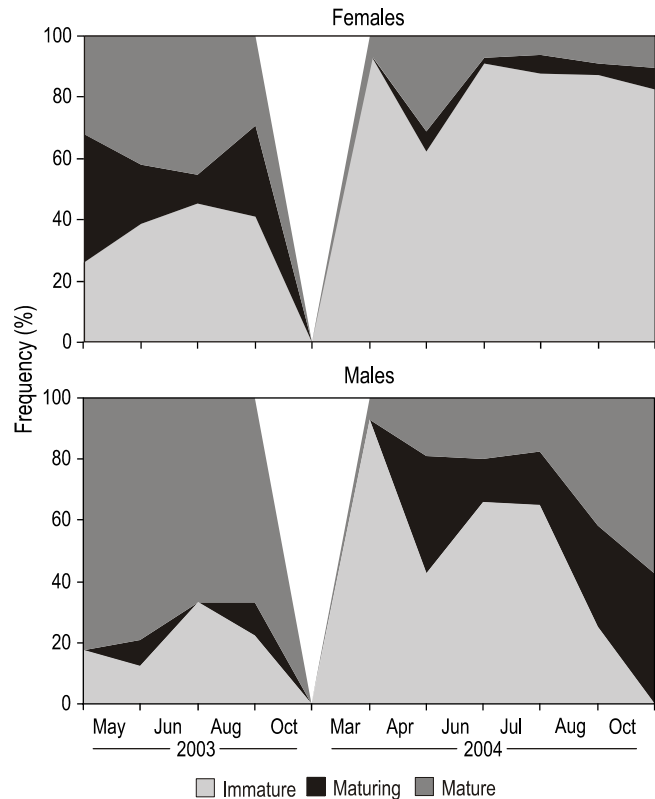 Females
100
80
60
40
20
0
Frequency (%)
Males
100
80
60
40
20
0
May Jun Aug Oct Mar Apr Jun Jul Aug Oct
2003 2004
Immature Maturing Mature